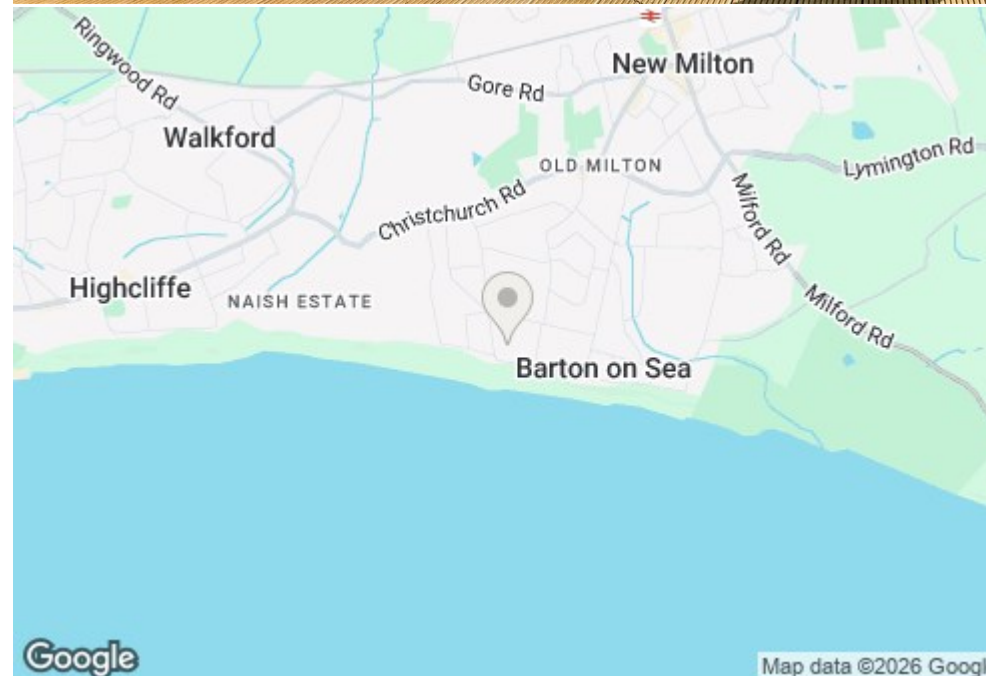 Ringwood Rd
New Milton
Gore Rd
Walkford
OLD MILTON
Lymington Rd
Christchurch Rd
Milford Rd
Highcliffe
NAISH ESTATE
Milford Rd
Barton on Sea
Google
Map data ©2026 Googl